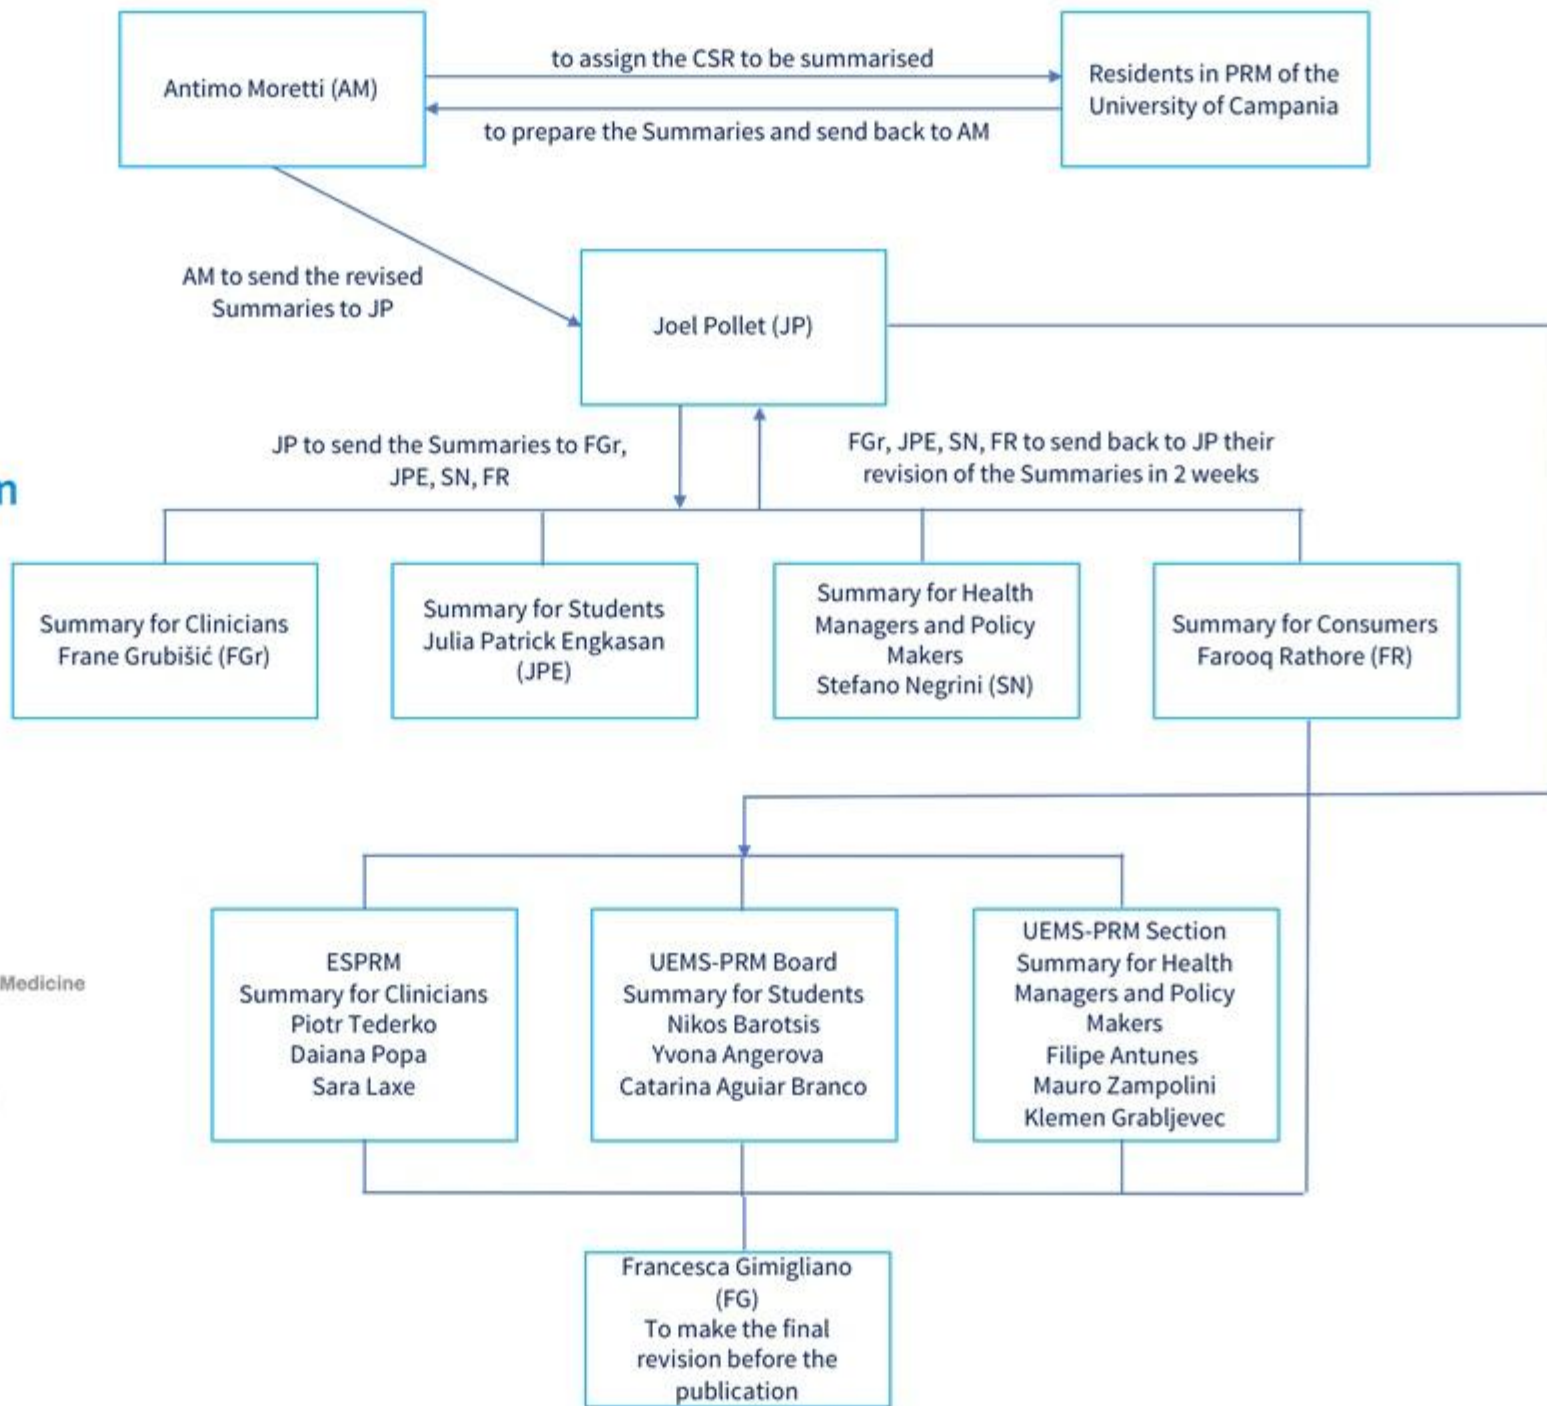 to assign the CSR to be summarised
Antimo Moretti (AM)
Residents in PRM of the
University of Campania
to prepare the Summaries and send back to AM
AM to send the revised
Summaries to JP
Joel Pollet (JP)
JP to send the Summaries to FGr,
JPE, SN, FR
FGr, JPE, SN, FR to send back to JP their
revision of the Summaries in 2 weeks
Summary for Clinicians
Frane Grubišić (FGr)
Summary for Students
Julia Patrick Engkasan
(JPE)
Summary for Health
Managers and Policy
Makers
Stefano Negrini (SN)
Summary for Consumers
Farooq Rathore (FR)
Medicine
ESPRM
Summary for Clinicians
Piotr Tederko
Daiana Popa
Sara Laxe
UEMS-PRM Board
Summary for Students
Nikos Barotsis
Yvona Angerova
Catarina Aguiar Branco
UEMS-PRM Section
Summary for Health
Managers and Policy
Makers
Filipe Antunes
Mauro Zampolini
Klemen Grabljevec
Francesca Gimigliano
(FG)
To make the final
revision before the
publication